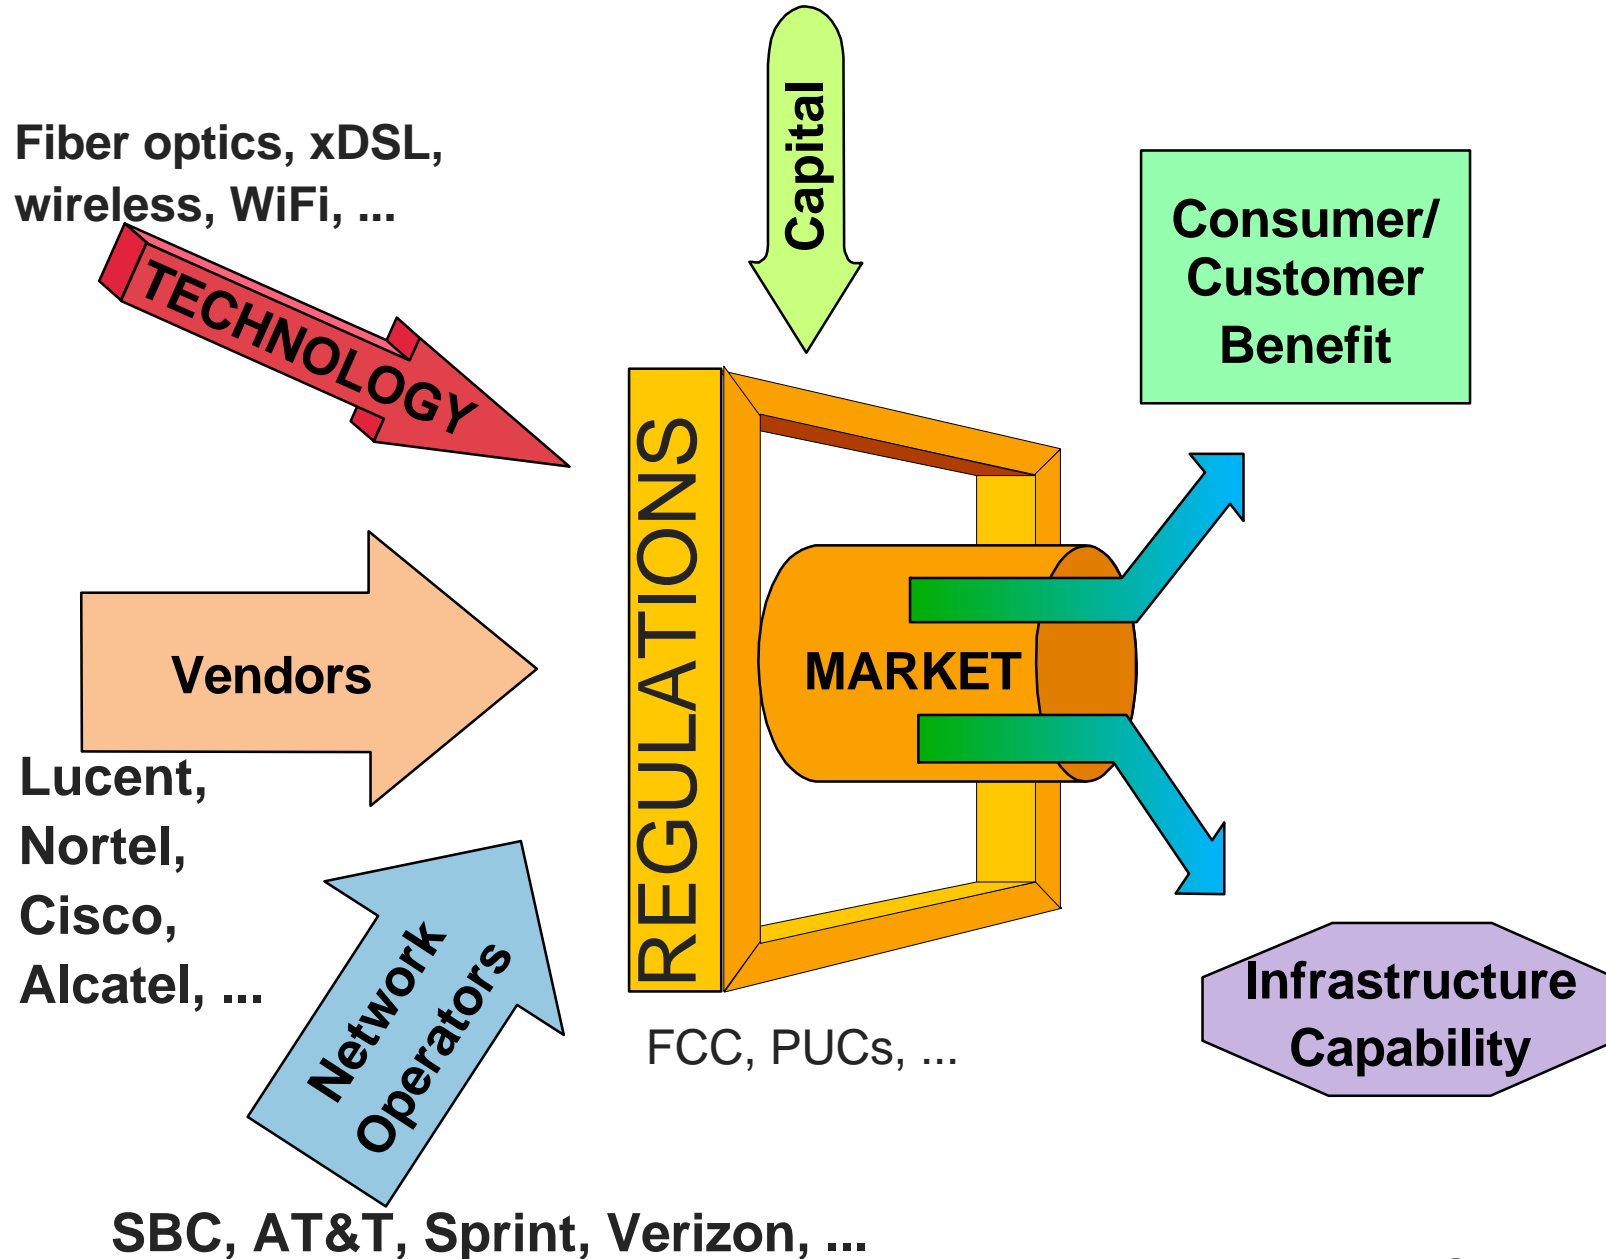 Capital
Fiber optics, xDSL,
wireless, WiFi, ...
TECHNOLOGY
Consumer/
Customer
Benefit
REGULATIONS
Vendors
MARKET
Lucent,
Nortel,
Cisco,
Alcatel, ...
Network
Operators
FCC, PUCs, ...
Infrastructure
Capability
SBC, AT&T, Sprint, Verizon, ...